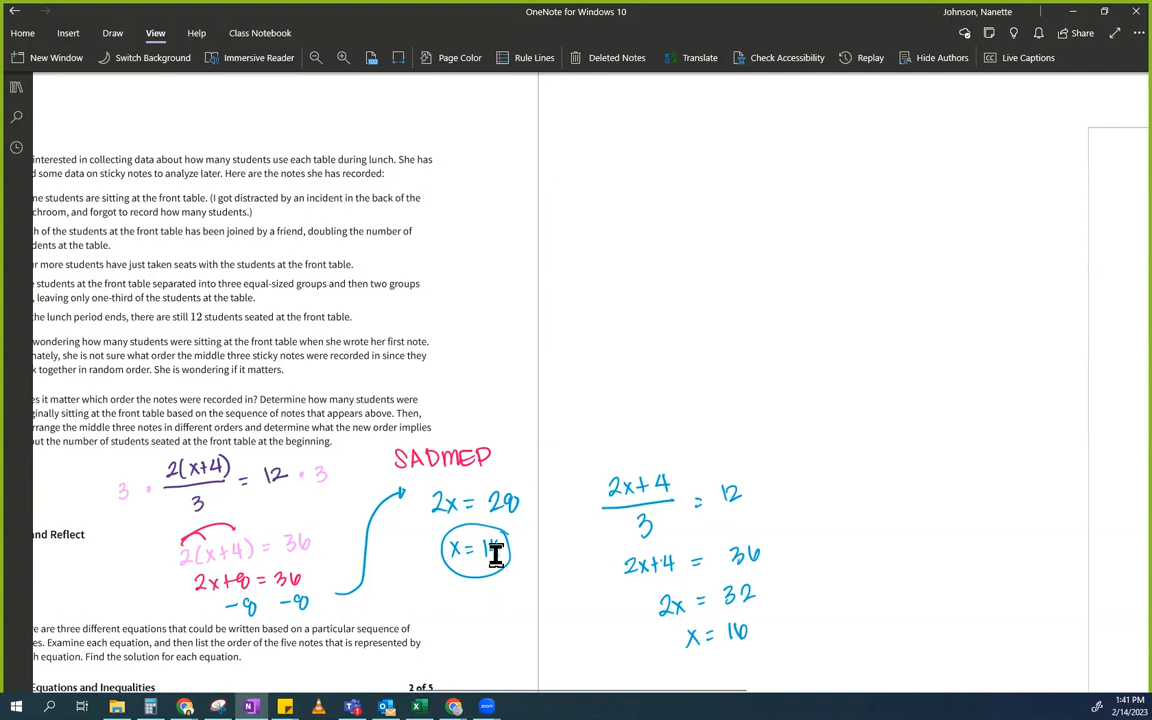 OneNote for Windows 10
Johnson, Nanette
Home Insert Draw View Help Class Notebook
Share
New Window Switch Background Immersive Reader Page Color Rule Lines Deleted Notes Translate Check Accessibility Replay Hide Authors Live Captions
interested in collecting data about how many students use each table during lunch. She has
d some data on sticky notes to analyze later. Here are the notes she has recorded:
ne students are sitting at the front table. (I got distracted by an incident in the back of the
chroom, and forgot to record how many students.)
h of the students at the front table has been joined by a friend, doubling the number of
dents at the table.
ur more students have just taken seats with the students at the front table.
e students at the front table separated into three equal-sized groups and then two groups
, leaving only one-third of the students at the table.
the lunch period ends, there are still 12 students seated at the front table.
wondering how many students were sitting at the front table when she wrote her first note.
nately, she is not sure what order the middle three sticky notes were recorded in since they
k together in random order. She is wondering if it matters.
es it matter which order the notes were recorded in? Determine how many students were
ginally sitting at the front table based on the sequence of notes that appears above. Then,
rrange the middle three notes in different orders and determine what the new order implies
out the number of students seated at the front table at the beginning.
3 · 2(x+4)/3 = 12 · 3
2(x+4) = 36
2x+8 = 36
-8 -8
SADMEP
2x = 28
x = 1
2x+4/3 = 12
2x+4 = 36
2x = 32
x = 16
and Reflect
re are three different equations that could be written based on a particular sequence of
es. Examine each equation, and then list the order of the five notes that is represented by
h equation. Find the solution for each equation.
Equations and Inequalities
2 of 5
1:41 PM
2/14/2023